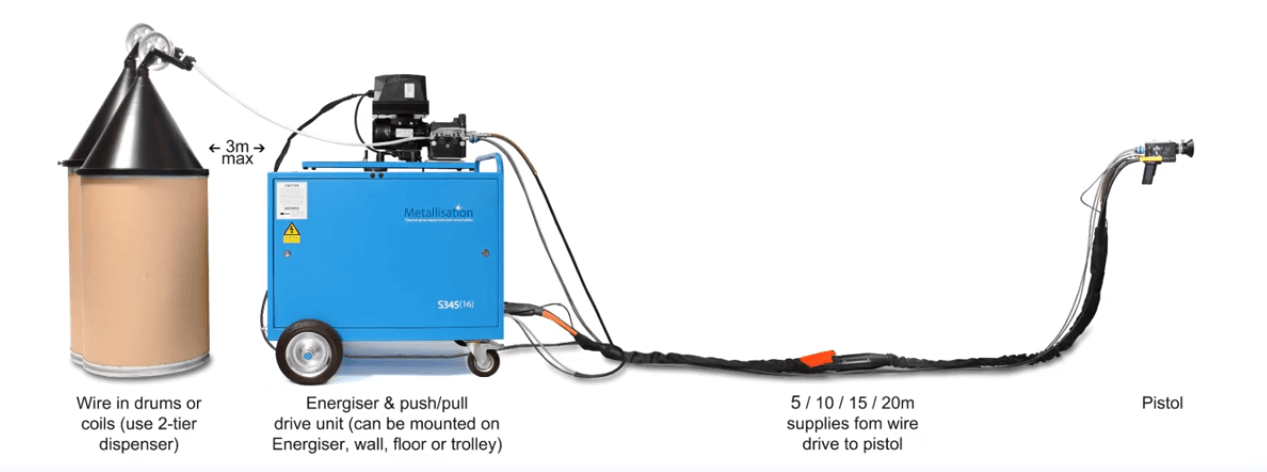 ← 3m →
max
Metallisation
S345(16)
Wire in drums or
coils (use 2-tier
dispenser)
Energiser & push/pull
drive unit (can be mounted on
Energiser, wall, floor or trolley)
5 / 10 / 15 / 20m
supplies fom wire
drive to pistol
Pistol